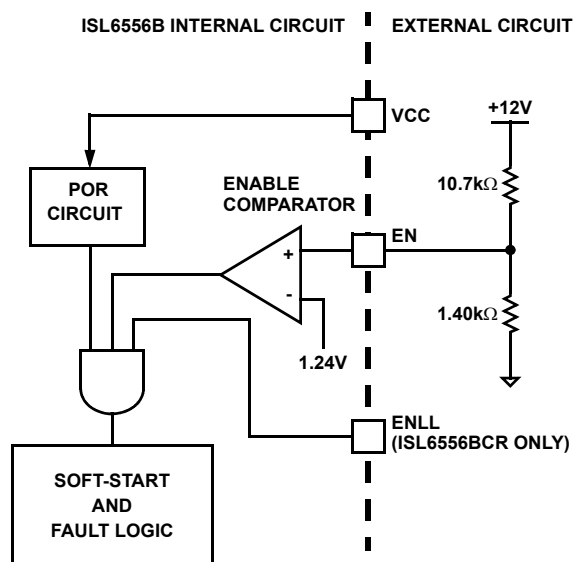 ISL6556B INTERNAL CIRCUIT
EXTERNAL CIRCUIT
VCC
+12V
POR
CIRCUIT
ENABLE
COMPARATOR
10.7kΩ
EN
+
-
1.24V
1.40kΩ
ENLL
(ISL6556BCR ONLY)
SOFT-START
AND
FAULT LOGIC